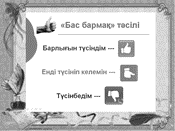 «Бас бармақ» тәсілі
Барлығын түсіндім ---
Енді түсініп келемін ---
Түсінбедім ---